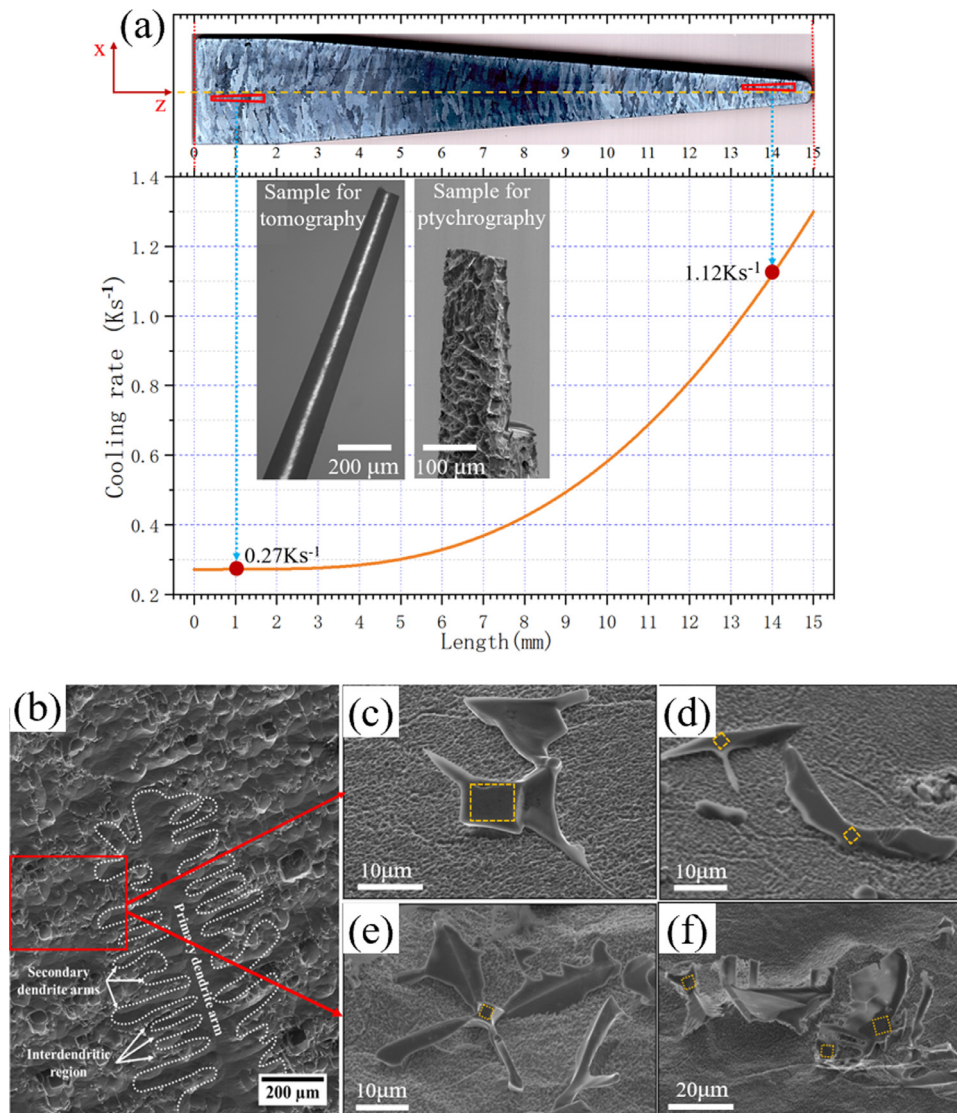 (a)
x
z
0 1 2 3 4 5 6 7 8 9 10 11 12 13 14 15
1.4
1.2
1.0
0.8
0.6
0.4
0.2
Cooling rate (Ks⁻¹)
Sample for
tomography
200 µm
Sample for
ptychrography
100 µm
1.12Ks⁻¹
0.27Ks⁻¹
0 1 2 3 4 5 6 7 8 9 10 11 12 13 14 15
Length(mm)
(b)
Primary dendrite arm
Secondary
dendrite arms
Interdendritic
region
200 µm
(c)
10µm
(d)
10µm
(e)
10µm
(f)
20µm